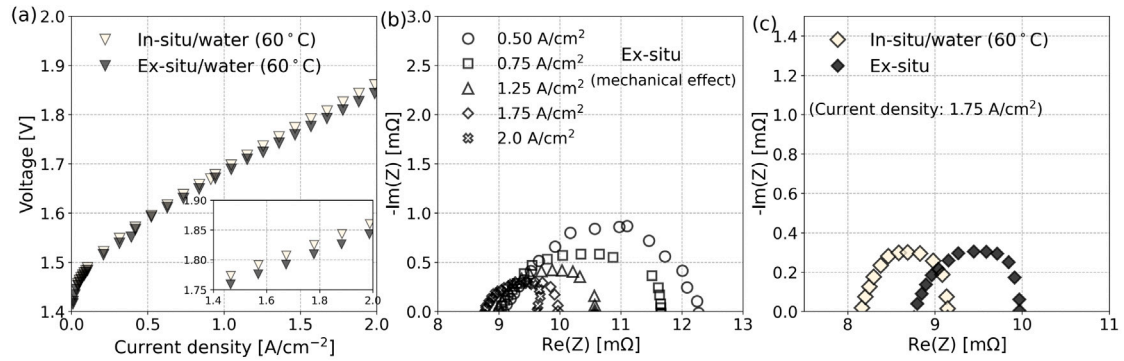 (a)
2.0
1.9
1.8
1.7
1.6
1.5
1.4
Voltage [V]
In-situ/water (60°C)
Ex-situ/water (60°C)
1.90
1.85
1.80
1.75
1.4
1.6
1.8
2.0
0.0
0.5
1.0
1.5
2.0
Current density [A/cm⁻²]
(b)
3.0
2.5
2.0
1.5
1.0
0.5
0.0
-Im(Z) [mΩ]
0.50 A/cm²
0.75 A/cm²
1.25 A/cm²
1.75 A/cm²
2.0 A/cm²
Ex-situ
(mechanical effect)
8
9
10
11
12
13
Re(Z) [mΩ]
(c)
1.4
1.2
1.0
0.8
0.6
0.4
0.2
0.0
-Im(Z) [mΩ]
In-situ/water (60°C)
Ex-situ
(Current density: 1.75 A/cm²)
8
9
10
11
Re(Z) [mΩ]